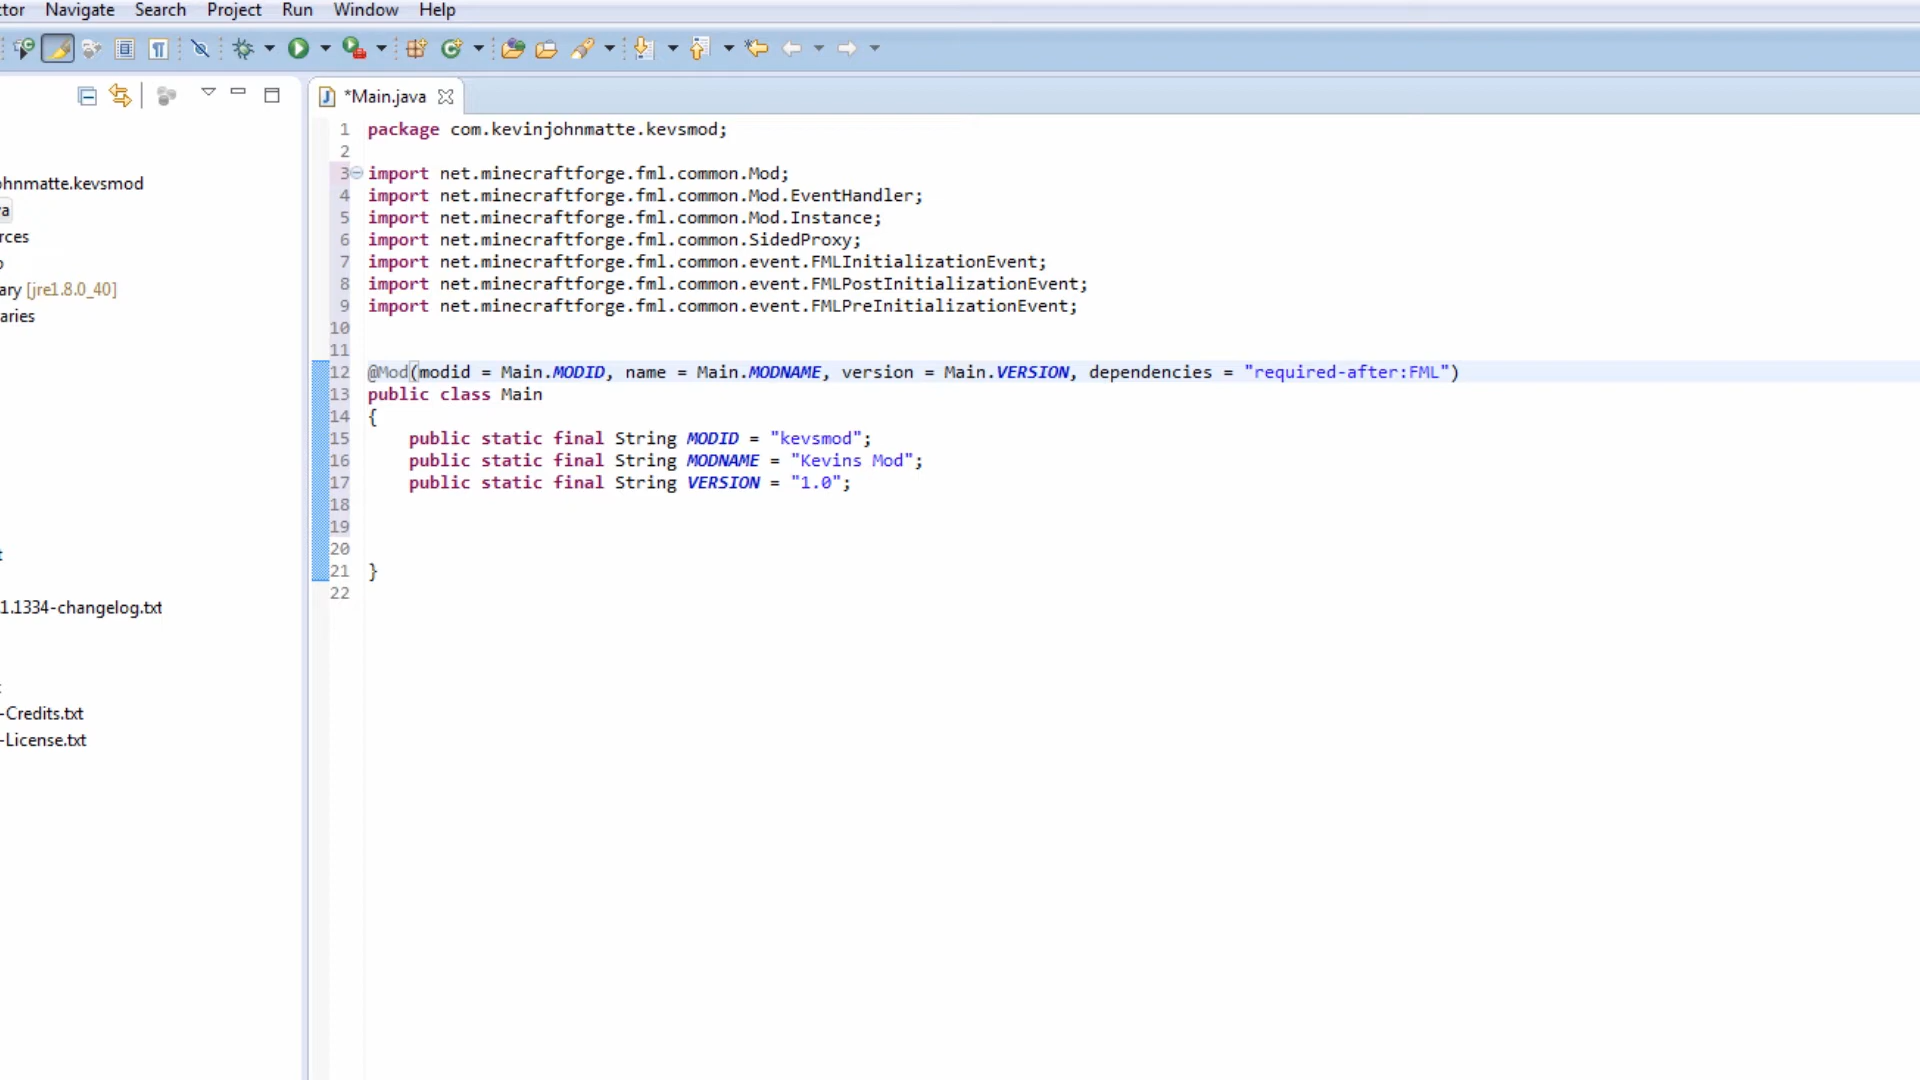 tor Navigate Search Project Run Window Help
*Main.java
1 package com.kevinjohnmatte.kevsmod;
2
3 import net.minecraftforge.fml.common.Mod;
4 import net.minecraftforge.fml.common.Mod.EventHandler;
5 import net.minecraftforge.fml.common.Mod.Instance;
6 import net.minecraftforge.fml.common.SidedProxy;
7 import net.minecraftforge.fml.common.event.FMLInitializationEvent;
8 import net.minecraftforge.fml.common.event.FMLPostInitializationEvent;
9 import net.minecraftforge.fml.common.event.FMLPreInitializationEvent;
10
11
12 @Mod(modid = Main.MODID, name = Main.MODNAME, version = Main.VERSION, dependencies = "required-after:FML")
13 public class Main
14 {
15 public static final String MODID = "kevsmod";
16 public static final String MODNAME = "Kevins Mod";
17 public static final String VERSION = "1.0";
18
19
20
21 }
22
ohnmatte.kevsmod
a
rces
ary [jre1.8.0_40]
aries
t
1.1334-changelog.txt
-Credits.txt
-License.txt